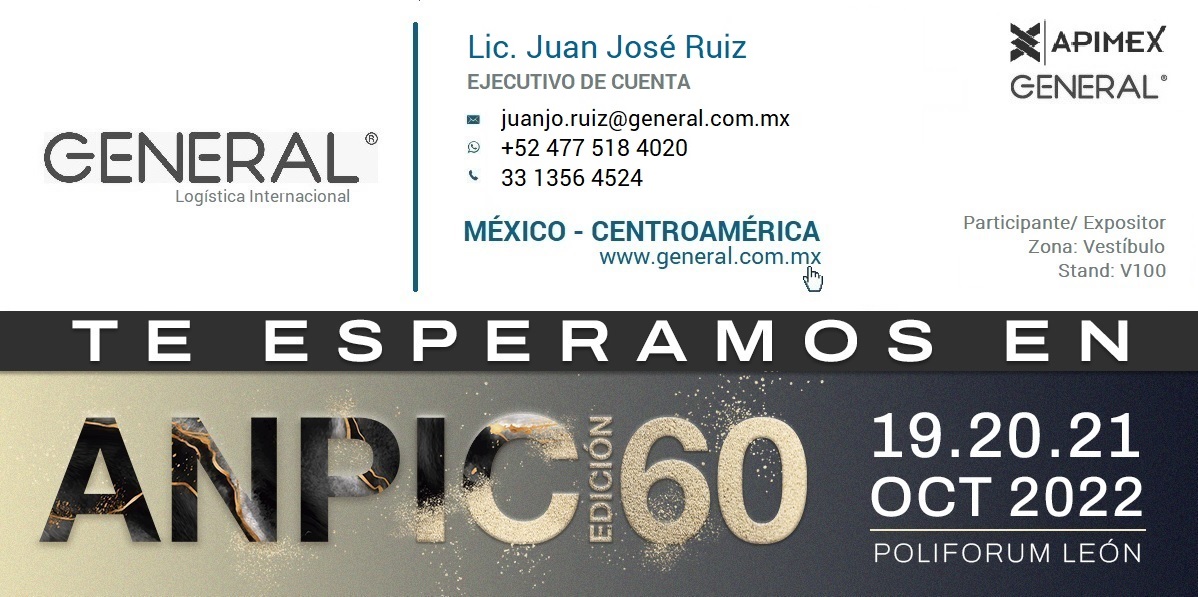 GENERAL®
Logística Internacional
Lic. Juan José Ruiz
EJECUTIVO DE CUENTA
juanjo.ruiz@general.com.mx
+52 477 518 4020
33 1356 4524
MÉXICO - CENTROAMÉRICA
www.general.com.mx
APIMEX
GENERAL®
Participante/ Expositor
Zona: Vestíbulo
Stand: V100
TE ESPERAMOS EN
ANPIC EDICIÓN 60
19.20.21
OCT 2022
POLIFORUM LEÓN